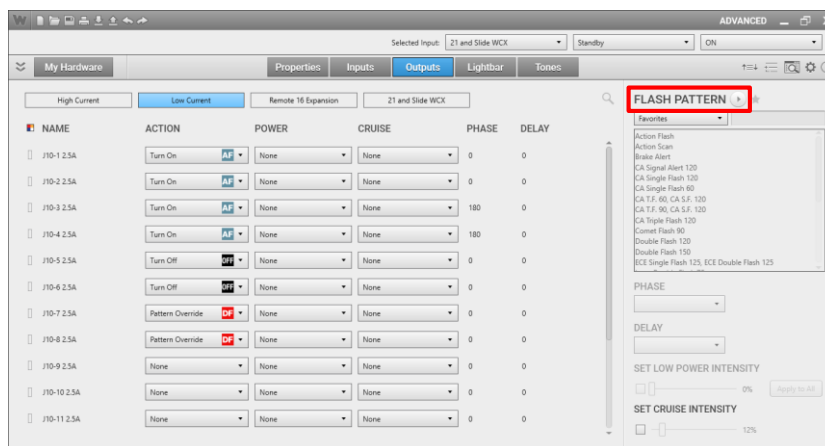 W ADVANCED
Selected Input: 21 and Slide WCX Standby ON
My Hardware Properties Inputs Outputs Lightbar Tones
High Current Low Current Remote 16 Expansion 21 and Slide WCX
NAME ACTION POWER CRUISE PHASE DELAY
J10-1 2.5A Turn On AF None None 0 0
J10-2 2.5A Turn On AF None None 0 0
J10-3 2.5A Turn On AF None None 180 0
J10-4 2.5A Turn On AF None None 180 0
J10-5 2.5A Turn Off OFF None None 0 0
J10-6 2.5A Turn Off OFF None None 0 0
J10-7 2.5A Pattern Override DF None None 0 0
J10-8 2.5A Pattern Override DF None None 0 0
J10-9 2.5A None None None 0 0
J10-10 2.5A None None None 0 0
J10-11 2.5A None None None 0 0
FLASH PATTERN
Favorites
Action Flash
Action Scan
Brake Alert
CA Signal Alert 120
CA Single Flash 120
CA Single Flash 60
CA T.F. 60, CA S.F. 120
CA T.F. 90, CA S.F. 120
CA Triple Flash 120
Comet Flash 90
Double Flash 120
Double Flash 150
ECE Single Flash 125, ECE Double Flash 125
PHASE
DELAY
SET LOW POWER INTENSITY
0% Apply to All
SET CRUISE INTENSITY
12%